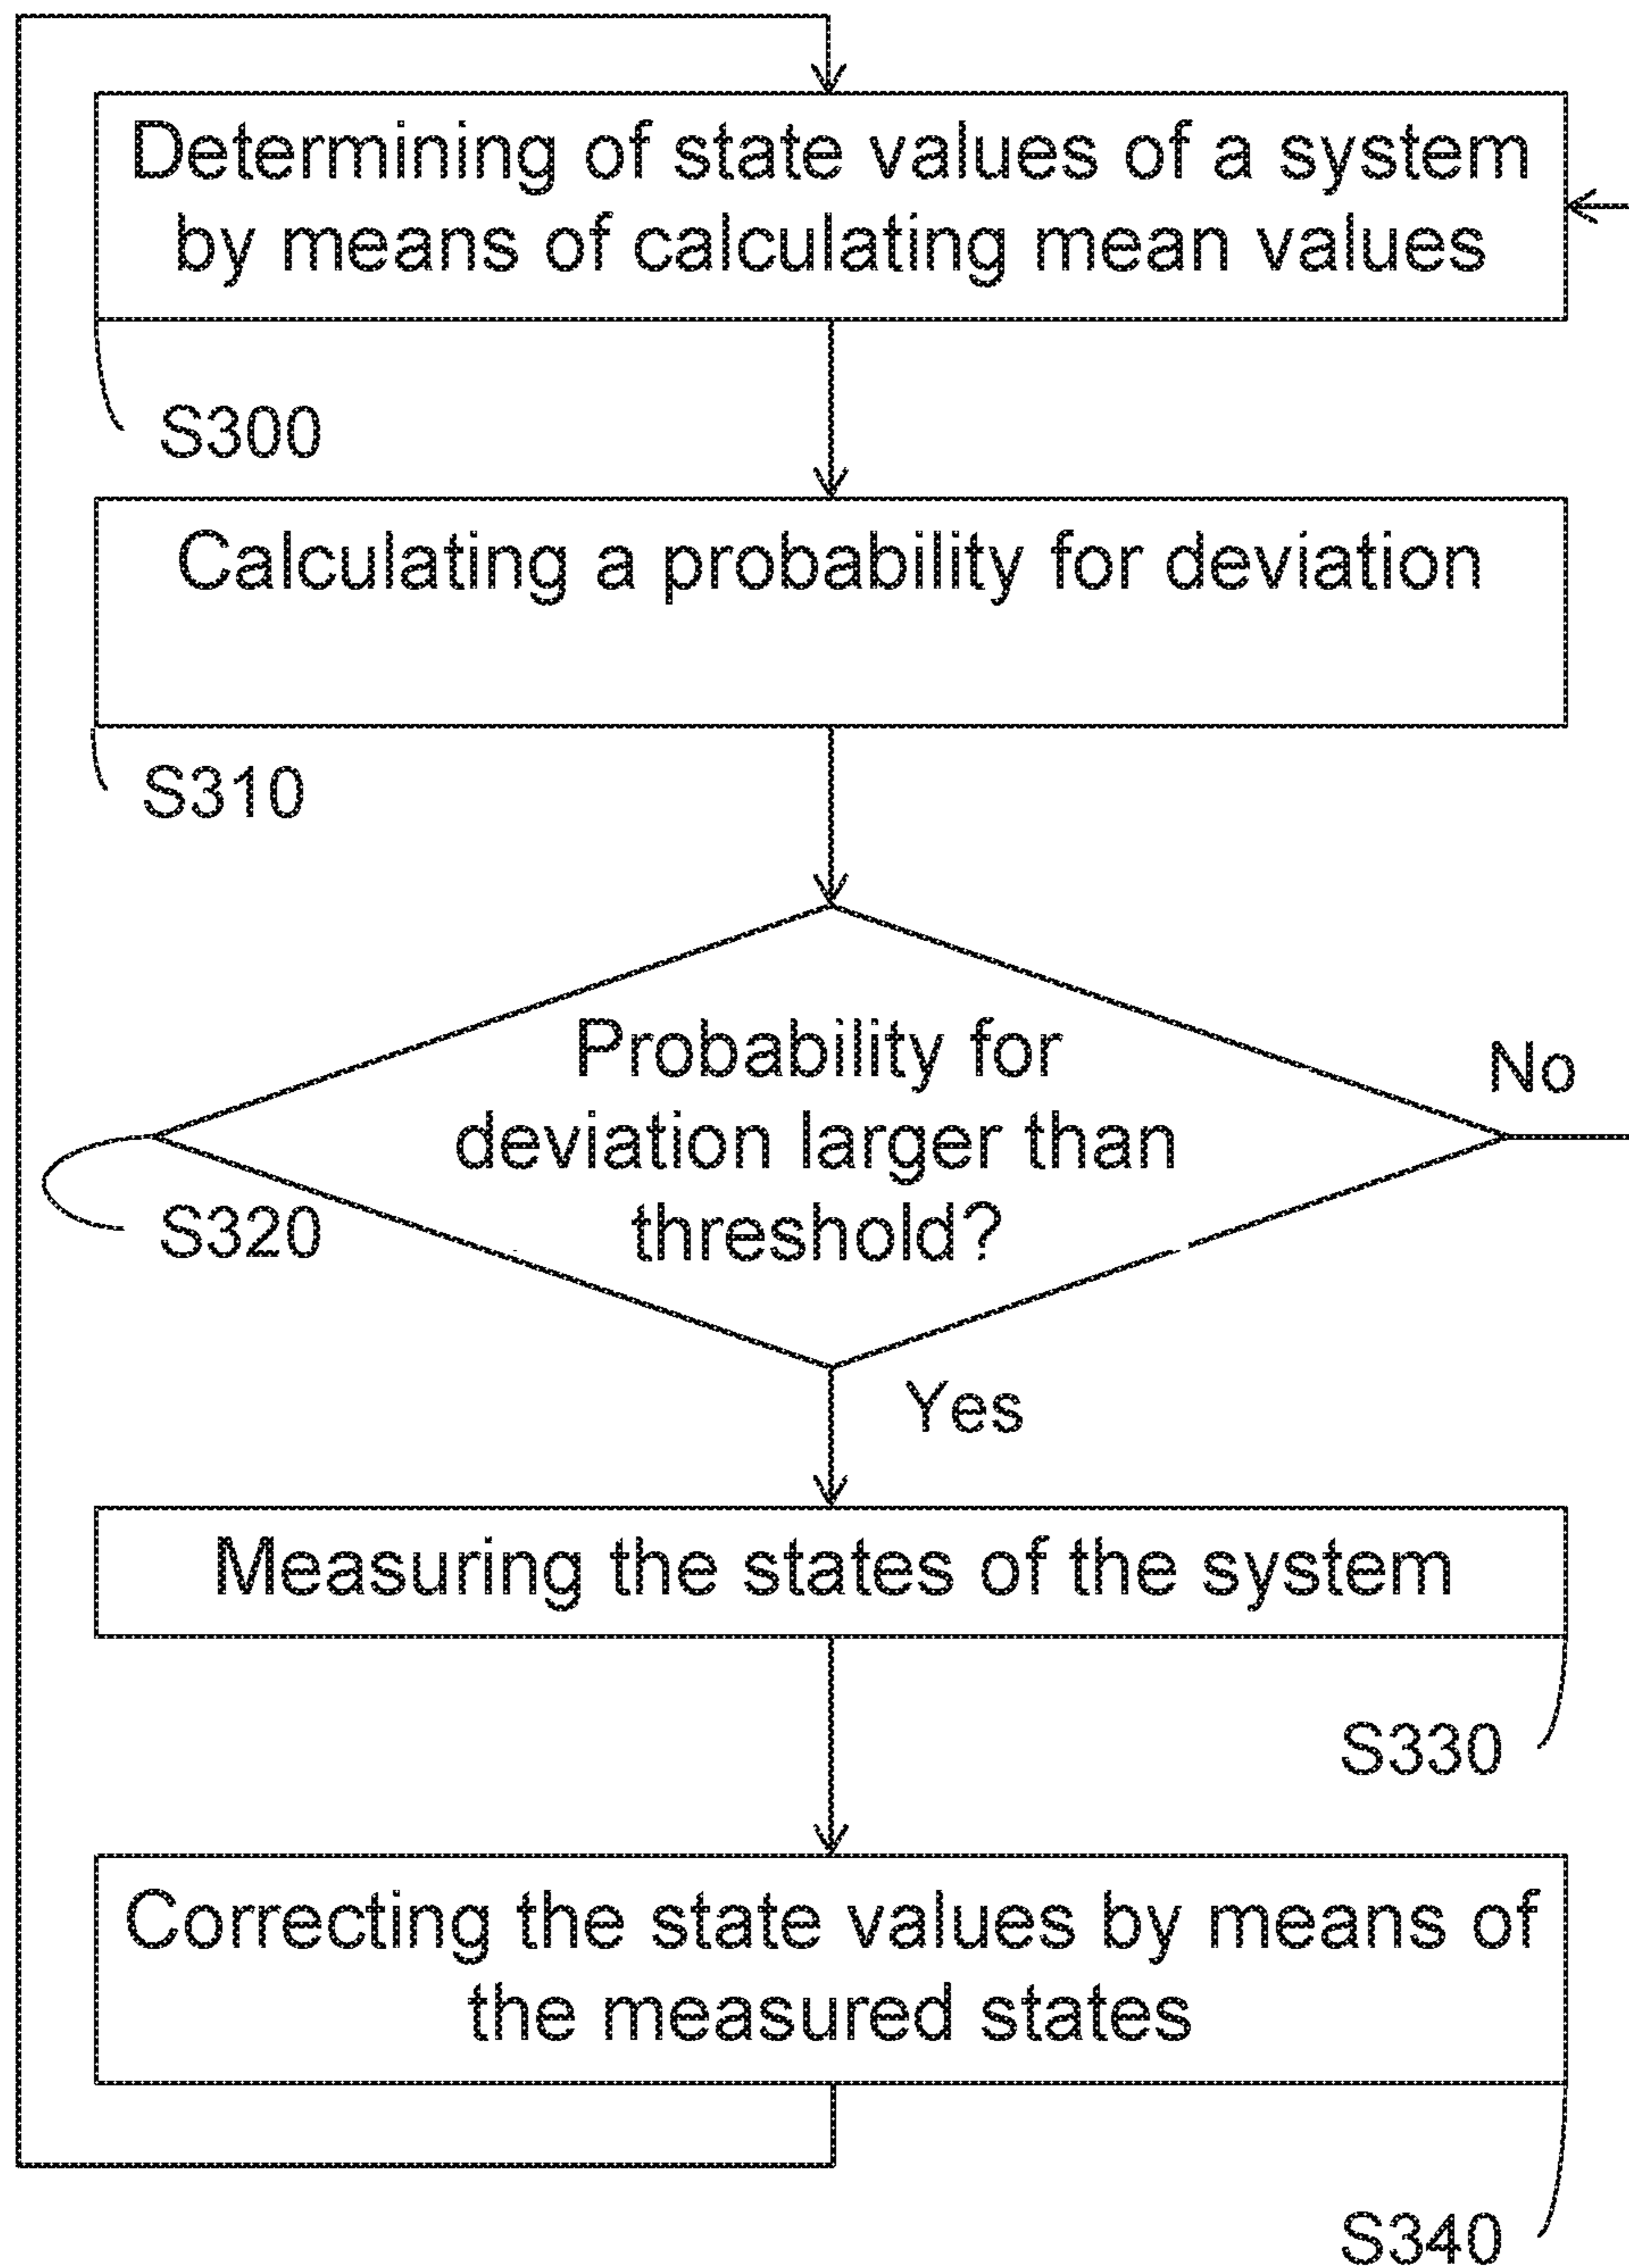 Determining of state values of a system
by means of calculating mean values
S300
Calculating a probability for deviation
S310
Probability for
deviation larger than
threshold?
No
S320
Yes
Measuring the states of the system
S330
Correcting the state values by means of
the measured states
S340